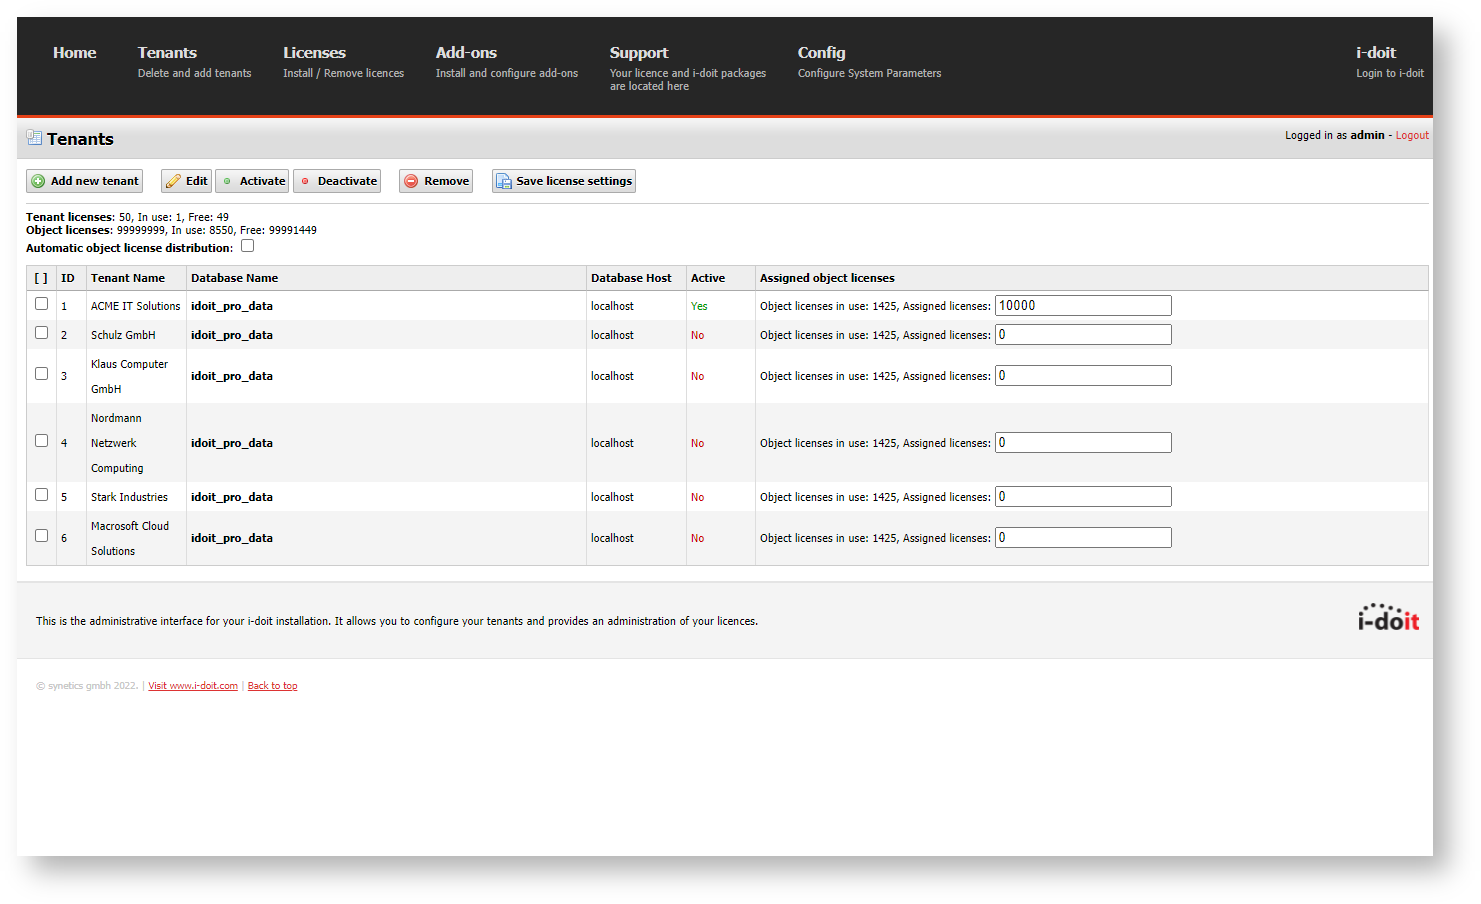 Home Tenants Licenses Add-ons Support Config i-doit
Delete and add tenants Install / Remove licences Install and configure add-ons Your licence and i-doit packages Configure System Parameters Login to i-doit
are located here
Tenants Logged in as admin - Logout
Add new tenant Edit Activate Deactivate Remove Save license settings
Tenant licenses: 50, In use: 1, Free: 49
Object licenses: 99999999, In use: 8550, Free: 99991449
Automatic object license distribution:
[ ] ID Tenant Name Database Name Database Host Active Assigned object licenses
1 ACME IT Solutions idoit_pro_data localhost Yes Object licenses in use: 1425, Assigned licenses: 10000
2 Schulz GmbH idoit_pro_data localhost No Object licenses in use: 1425, Assigned licenses: 0
Klaus Computer
3 idoit_pro_data localhost No Object licenses in use: 1425, Assigned licenses: 0
GmbH
Nordmann
4 Netzwerk idoit_pro_data localhost No Object licenses in use: 1425, Assigned licenses: 0
Computing
5 Stark Industries idoit_pro_data localhost No Object licenses in use: 1425, Assigned licenses: 0
Macrosoft Cloud
6 idoit_pro_data localhost No Object licenses in use: 1425, Assigned licenses: 0
Solutions
This is the administrative interface for your i-doit installation. It allows you to configure your tenants and provides an administration of your licences. i-doit
© synetics gmbh 2022. | Visit www.i-doit.com | Back to top